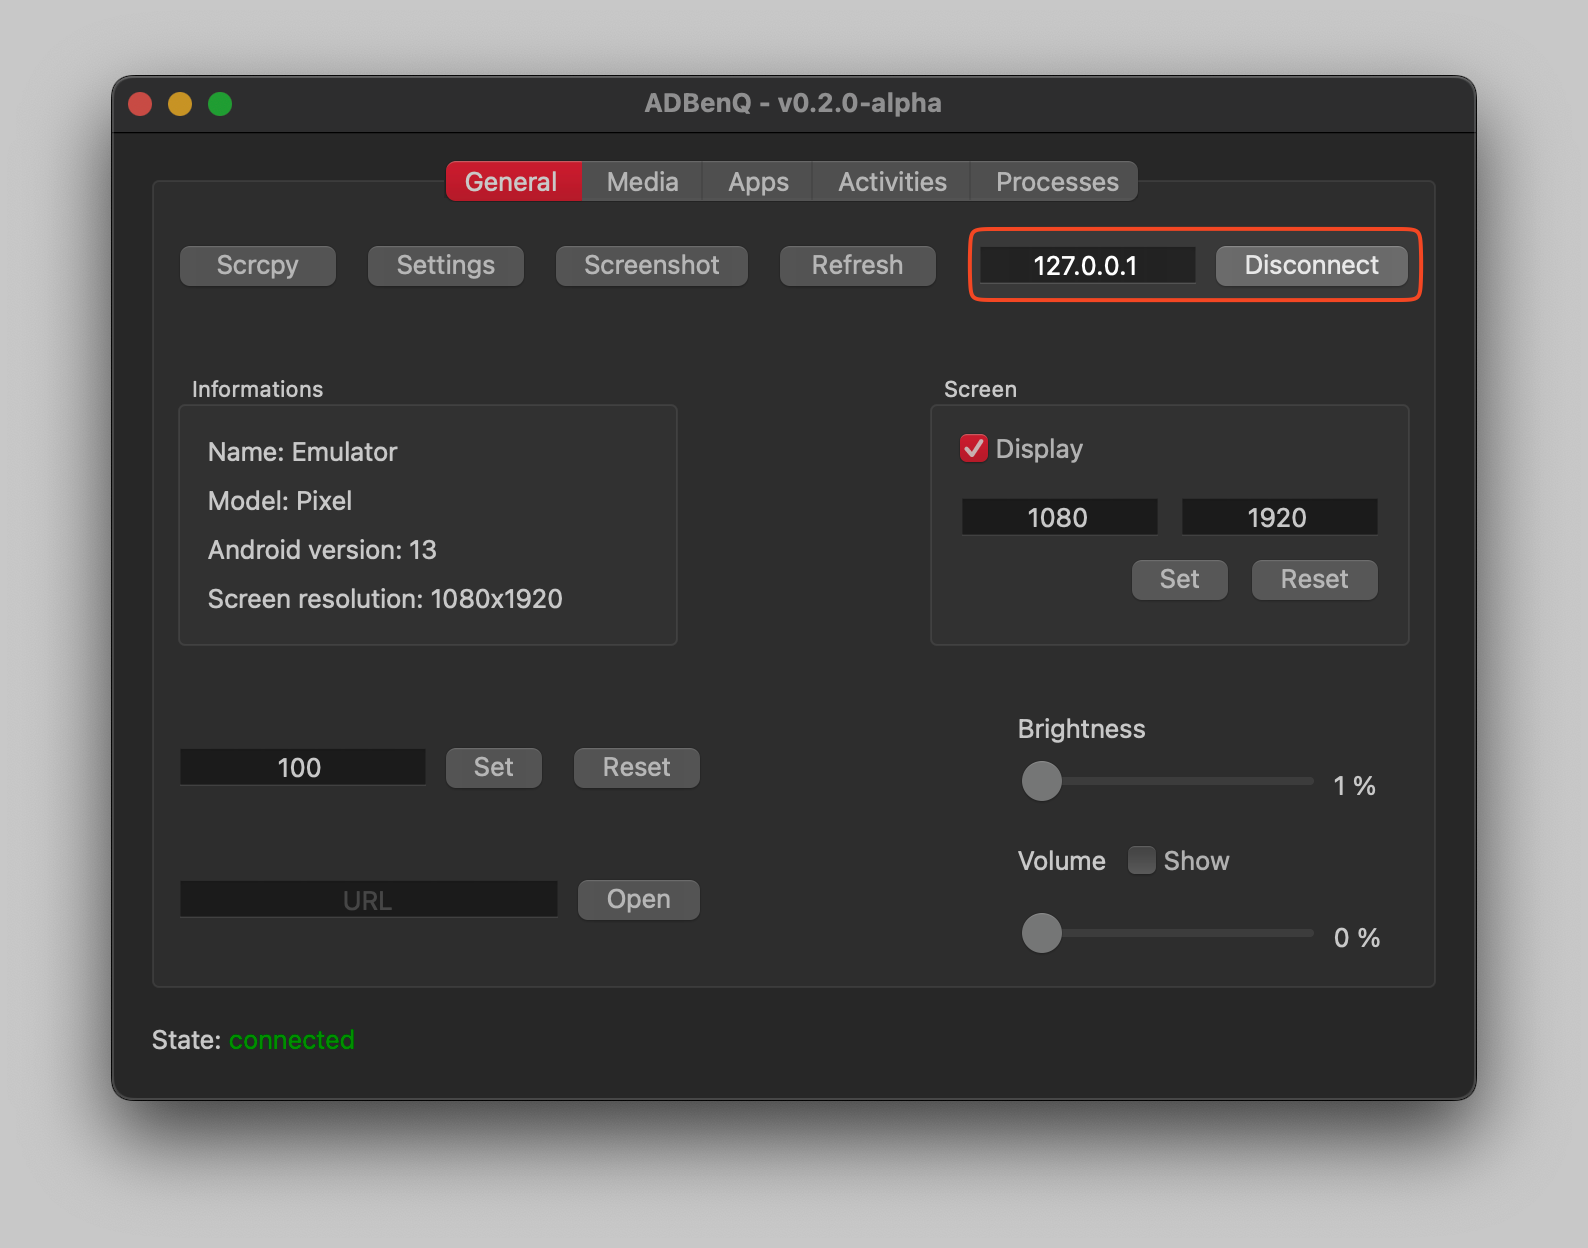 ADBenQ - v0.2.0-alpha
General Media Apps Activities Processes
Scrcpy Settings Screenshot Refresh 127.0.0.1 Disconnect
Informations
Name: Emulator
Model: Pixel
Android version: 13
Screen resolution: 1080x1920
Screen
Display
1080 1920
Set Reset
100 Set Reset
URL Open
Brightness
1 %
Volume Show
0 %
State: connected